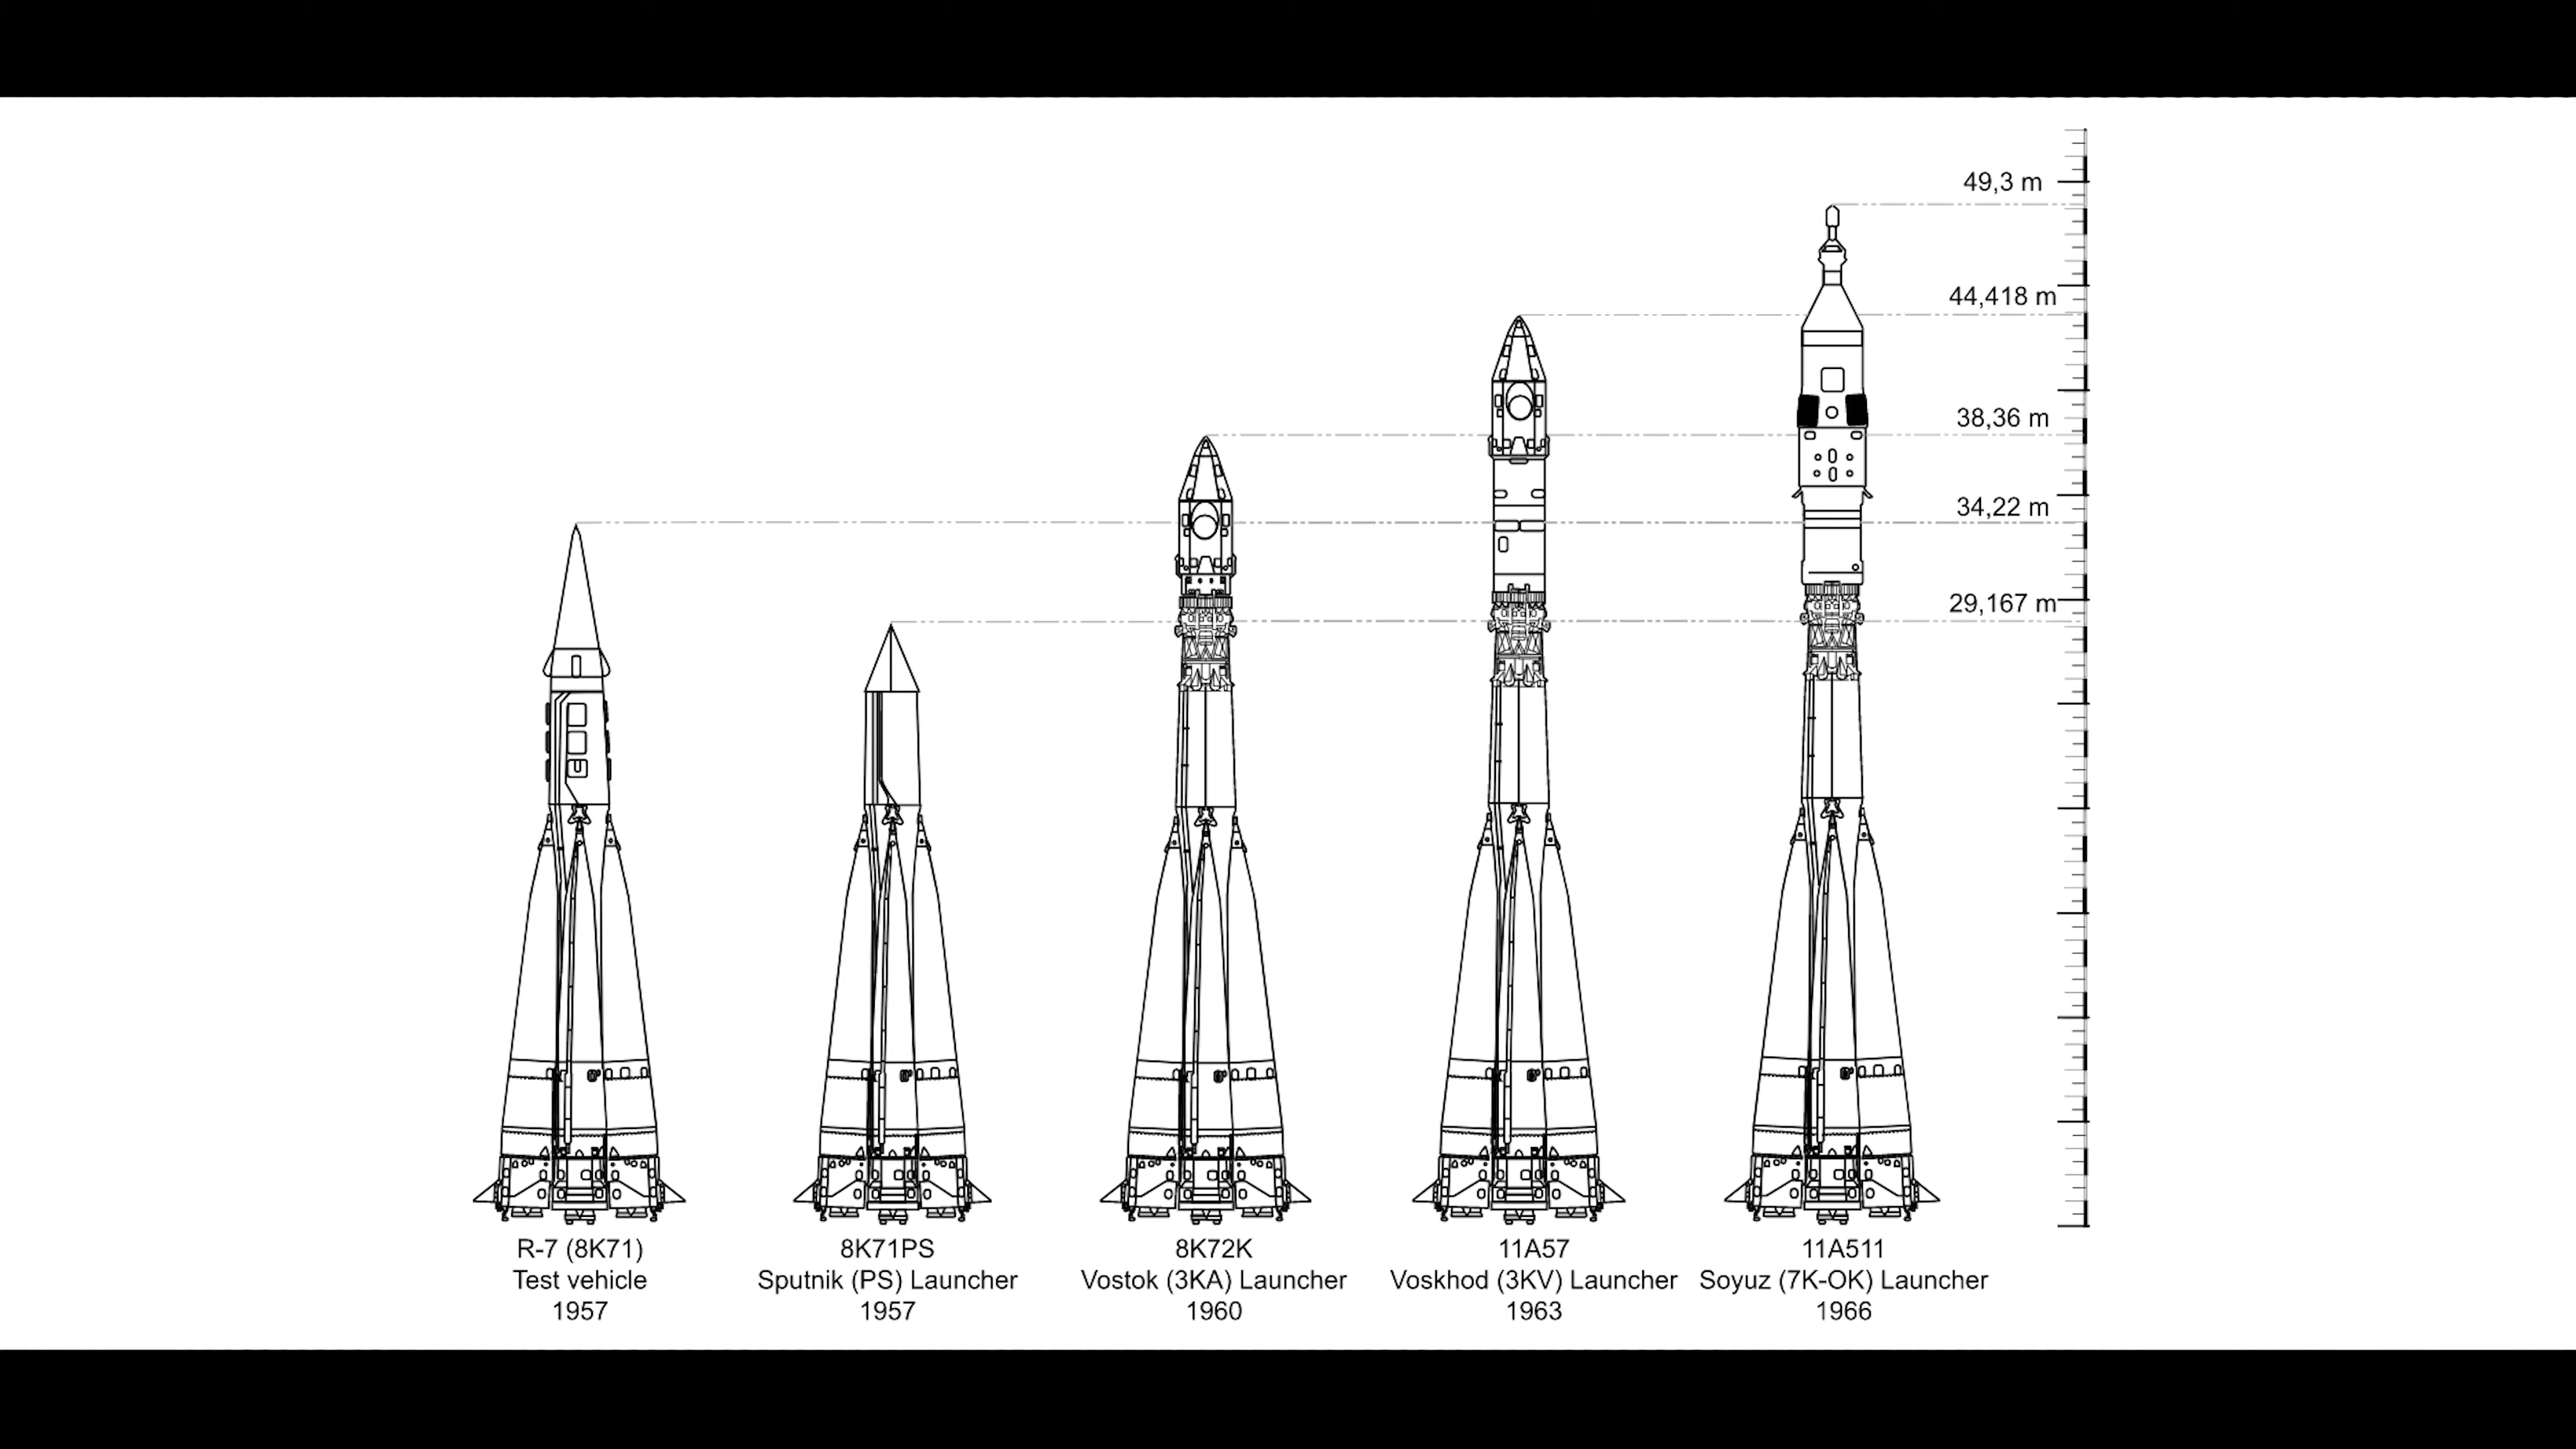 49,3 m
44,418 m
38,36 m
34,22 m
29,167 m
R-7 (8K71)
Test vehicle
1957
8K71PS
Sputnik (PS) Launcher
1957
8K72K
Vostok (3KA) Launcher
1960
11A57
Voskhod (3KV) Launcher
1963
11A511
Soyuz (7K-OK) Launcher
1966